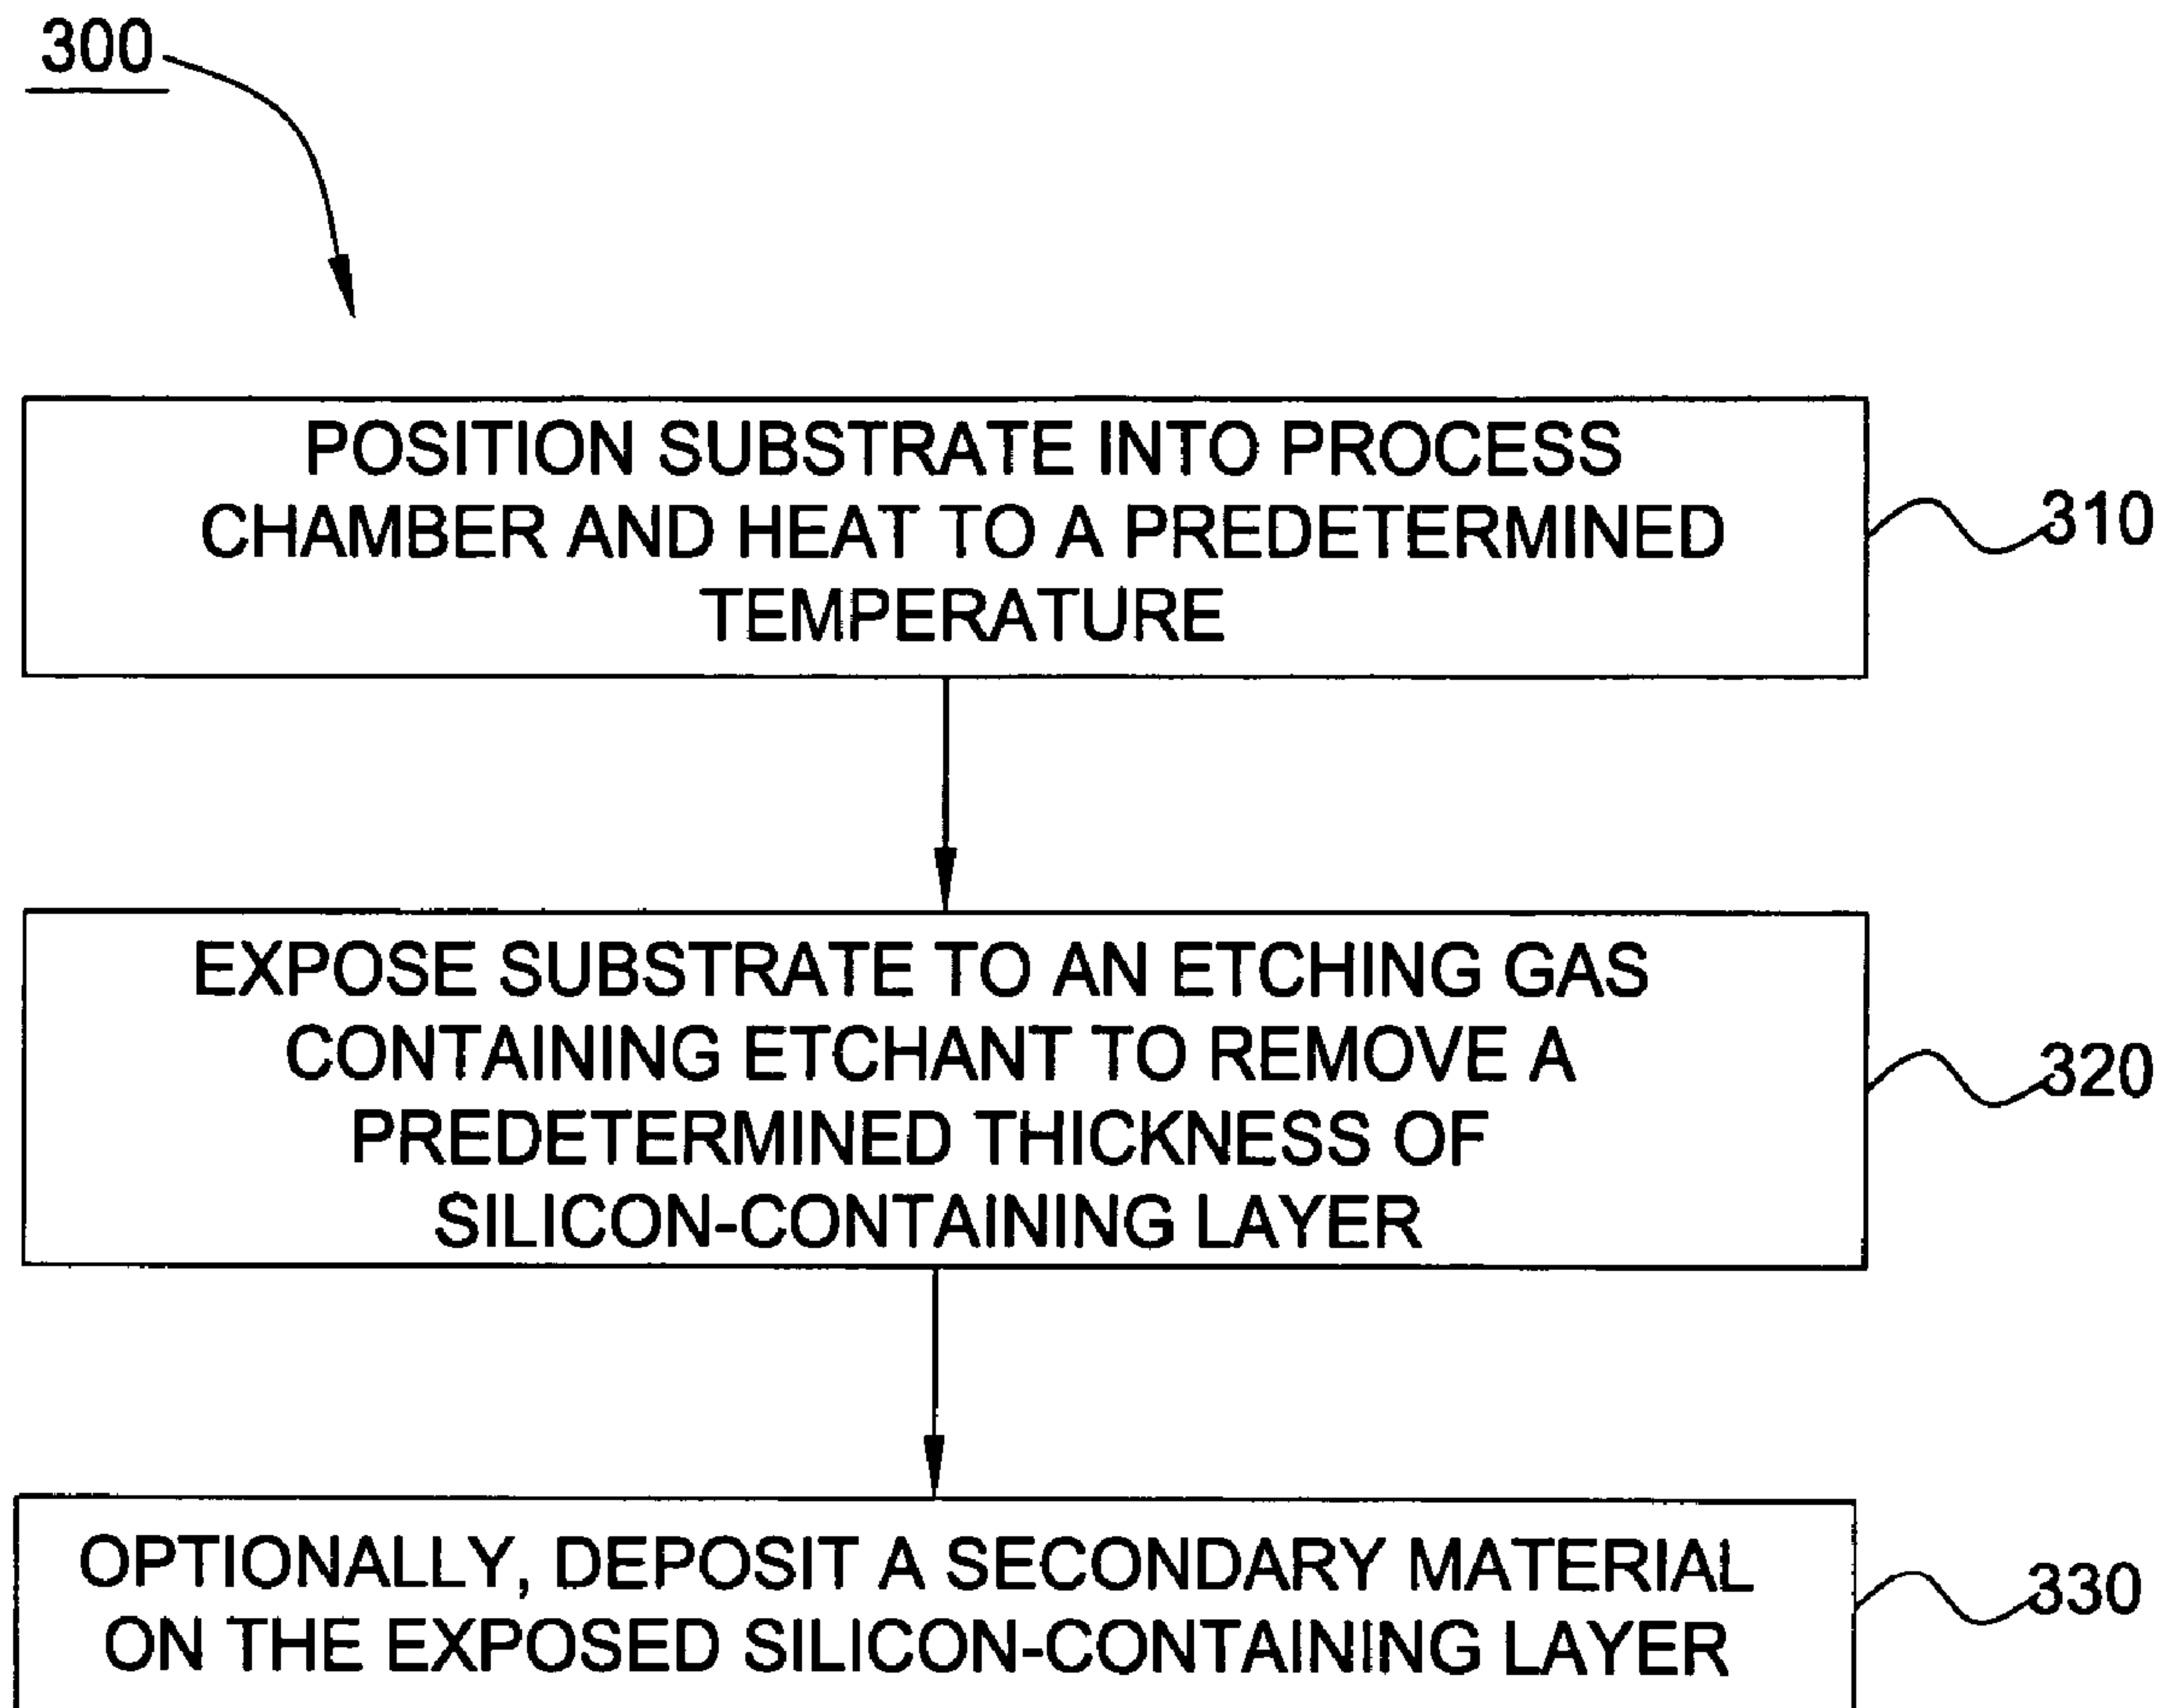 300
POSITION SUBSTRATE INTO PROCESS
CHAMBER AND HEAT TO A PREDETERMINED
TEMPERATURE
310
EXPOSE SUBSTRATE TO AN ETCHING GAS
CONTAINING ETCHANT TO REMOVE A
PREDETERMINED THICKNESS OF
SILICON-CONTAINING LAYER
320
OPTIONALLY, DEPOSIT A SECONDARY MATERIAL
ON THE EXPOSED SILICON-CONTAINING LAYER
330